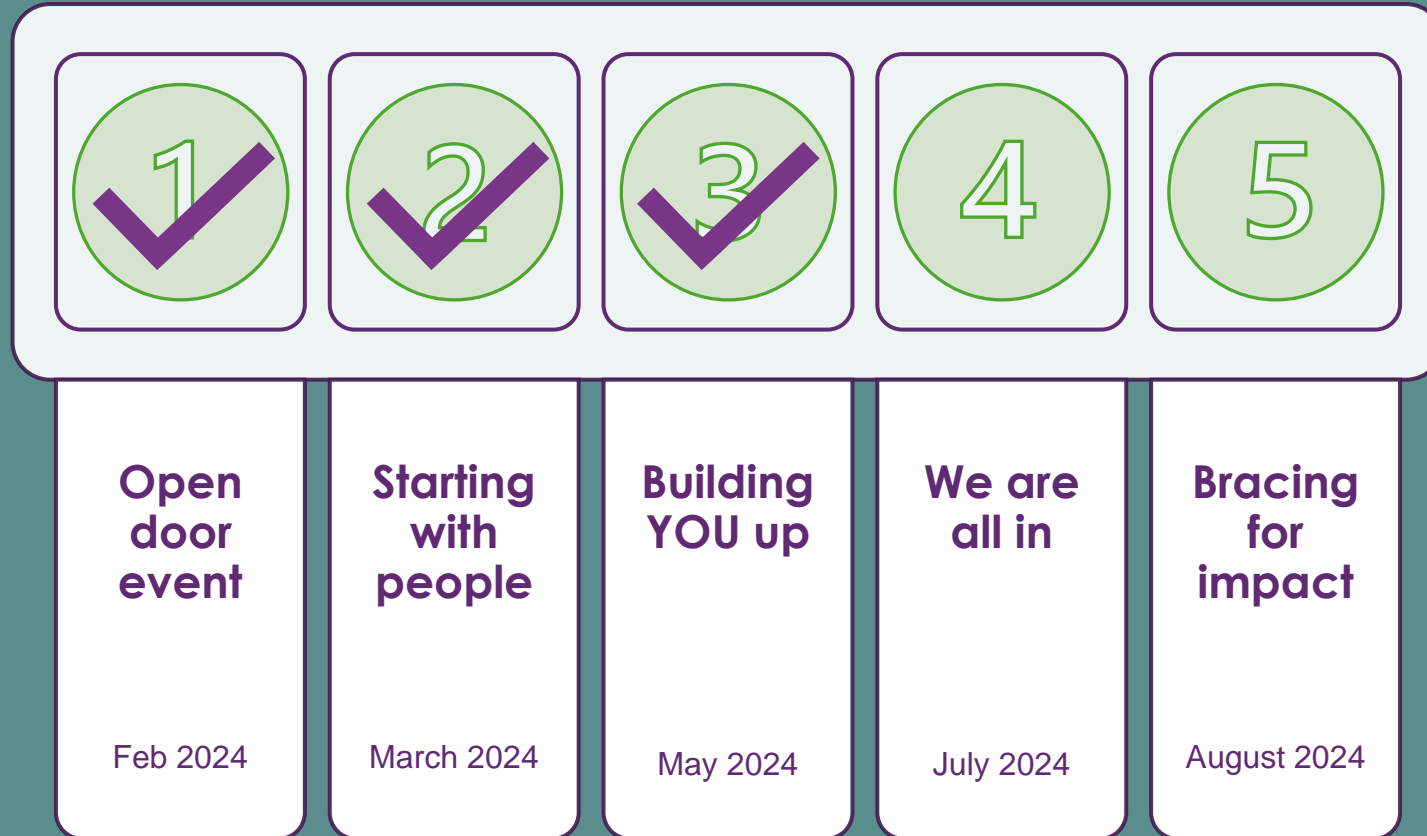 1
2
3
4
5
Open
door
event
Feb 2024
Starting
with
people
March 2024
Building
YOU up
May 2024
We are
all in
July 2024
Bracing
for
impact
August 2024